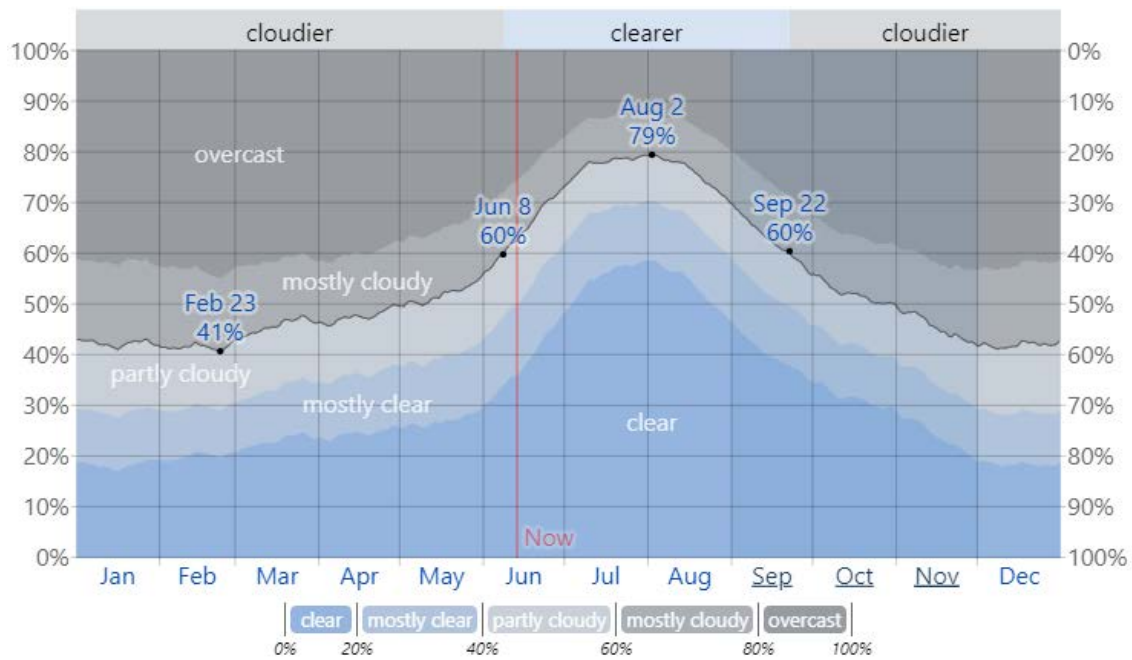 cloudier clearer cloudier
100% 0%
90% 10%
Aug 2
79%
80% 20%
overcast
70% 30%
Jun 8
60%
Sep 22
60%
60% 40%
mostly cloudy
50% 50%
Feb 23
41%
40% 60%
partly cloudy
mostly clear
30% 70%
clear
20% 80%
10% 90%
Now
0% 100%
Jan Feb Mar Apr May Jun Jul Aug Sep Oct Nov Dec
clear mostly clear partly cloudy mostly cloudy overcast
0% 20% 40% 60% 80% 100%